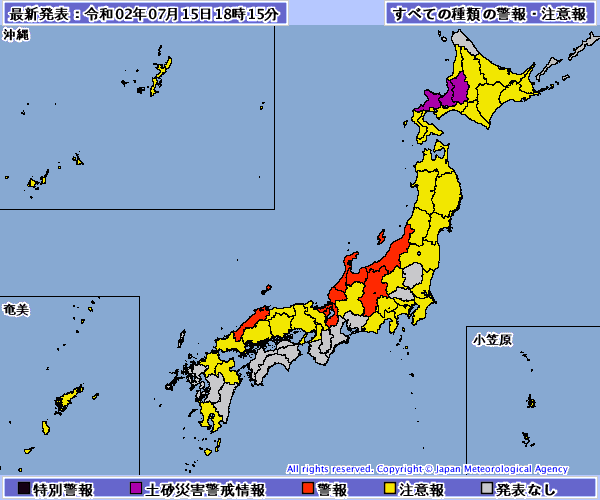 最新発表：令和02年07月15日18時15分
すべての種類の警報・注意報
沖縄
奄美
小笠原
All rights reserved. Copyright © Japan Meteorological Agency
特別警報 土砂災害警戒情報 警報 注意報 発表なし